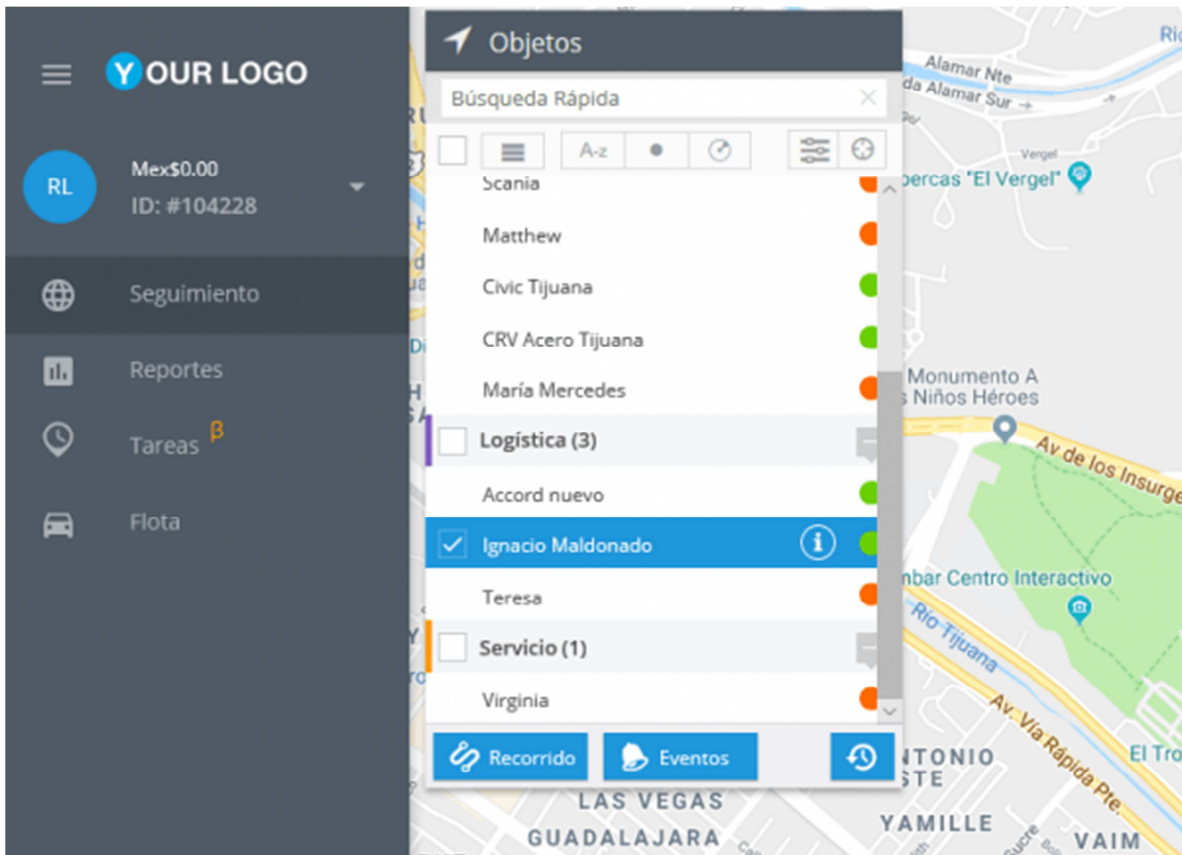 YOUR LOGO
RL
Mex$0.00
ID: #104228
Seguimiento
Reportes
Tareas β
Flota
Objetos
Búsqueda Rápida
A-z
Scania
Matthew
Civic Tijuana
CRV Acero Tijuana
María Mercedes
Logística (3)
Accord nuevo
Ignacio Maldonado
Teresa
Servicio (1)
Virginia
Recorrido
Eventos
Alamar Nte
da Alamar Sur
Vergel
bercas "El Vergel"
Monumento A
s Niños Héroes
Av de los Insurge
mbar Centro Interactivo
Río Tijuana
Av. Vía Rápida Pte.
El Tro
NTONIO
STE
LAS VEGAS
GUADALAJARA
YAMILLE
Sucre
VAIM